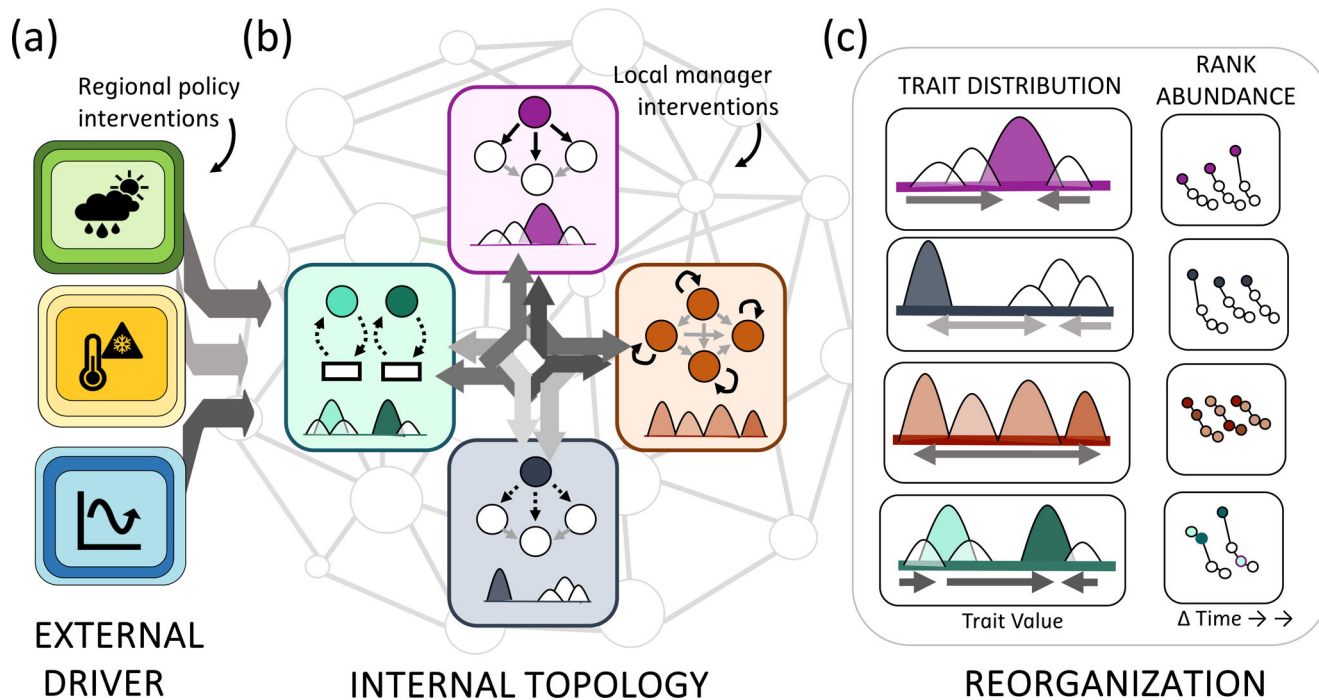 (a)
Regional policy
interventions
EXTERNAL
DRIVER
(b)
Local manager
interventions
INTERNAL TOPOLOGY
(c)
TRAIT DISTRIBUTION
RANK
ABUNDANCE
Trait Value
Δ Time → →
REORGANIZATION